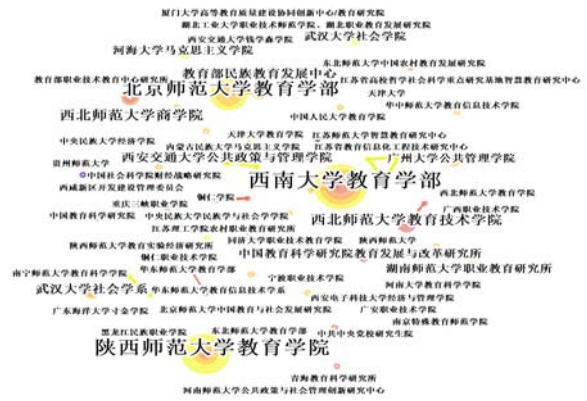 厦门大学高等教育质量建设协同创新中心/教育研究院
湖北工业大学职业技术师范学院、湖北职业教育发展研究院
西安交通大学钱学森学院
武汉大学社会学院
河海大学马克思主义学院
东北师范大学中国农村教育发展研究院
教育部民族教育发展中心
教育部职业技术教育中心研究所
江苏省高校哲学社会科学重点研究基地智慧教育研究中心
北京师范大学教育学部
天津大学
华中师范大学教育信息技术学院
西北师范大学商学院
中国人民大学教育学院
天津大学教育学院
江苏师范大学智慧教育研究中心
中央民族大学经济学院
内蒙古民族大学马克思主义学院
江苏省教育信息化工程技术研究中心
西安交通大学公共政策与管理学院
广州大学公共管理学院
贵州师范大学
中国社会科学院财经战略研究院
西南大学教育学部
西咸新区开发建设管理委员会
铜仁学院
西北师范大学教育学院
重庆三峡职业学院
广西职业技术学院
中国教育科学研究院
中央民族大学民族学与社会学学院
西北师范大学教育技术学院
江苏理工学院农村职业教育研究所
陕西师范大学教育实验经济研究所
同济大学职业技术教育学院
陕西师范大学
中国教育科学研究院教育发展与改革研究所
铜仁职业技术学院
湖南师范大学职业教育研究所
南宁师范大学教育科学学院
华东师范大学教育学部
宁波职业技术学院
河南大学教育科学学院
武汉大学社会学系
华东师范大学教育信息技术学系
西安电子科技大学经济与管理学院
广东海洋大学寸金学院
北京师范大学中国教育与社会发展研究院
广安职业技术学院
南京特殊教育师范学院
黑龙江民族职业学院
东北师范大学教育学部
中共中央党校研究生院
陕西师范大学教育学院
青海教育科学研究所
河南师范大学公共政策与社会管理创新研究中心